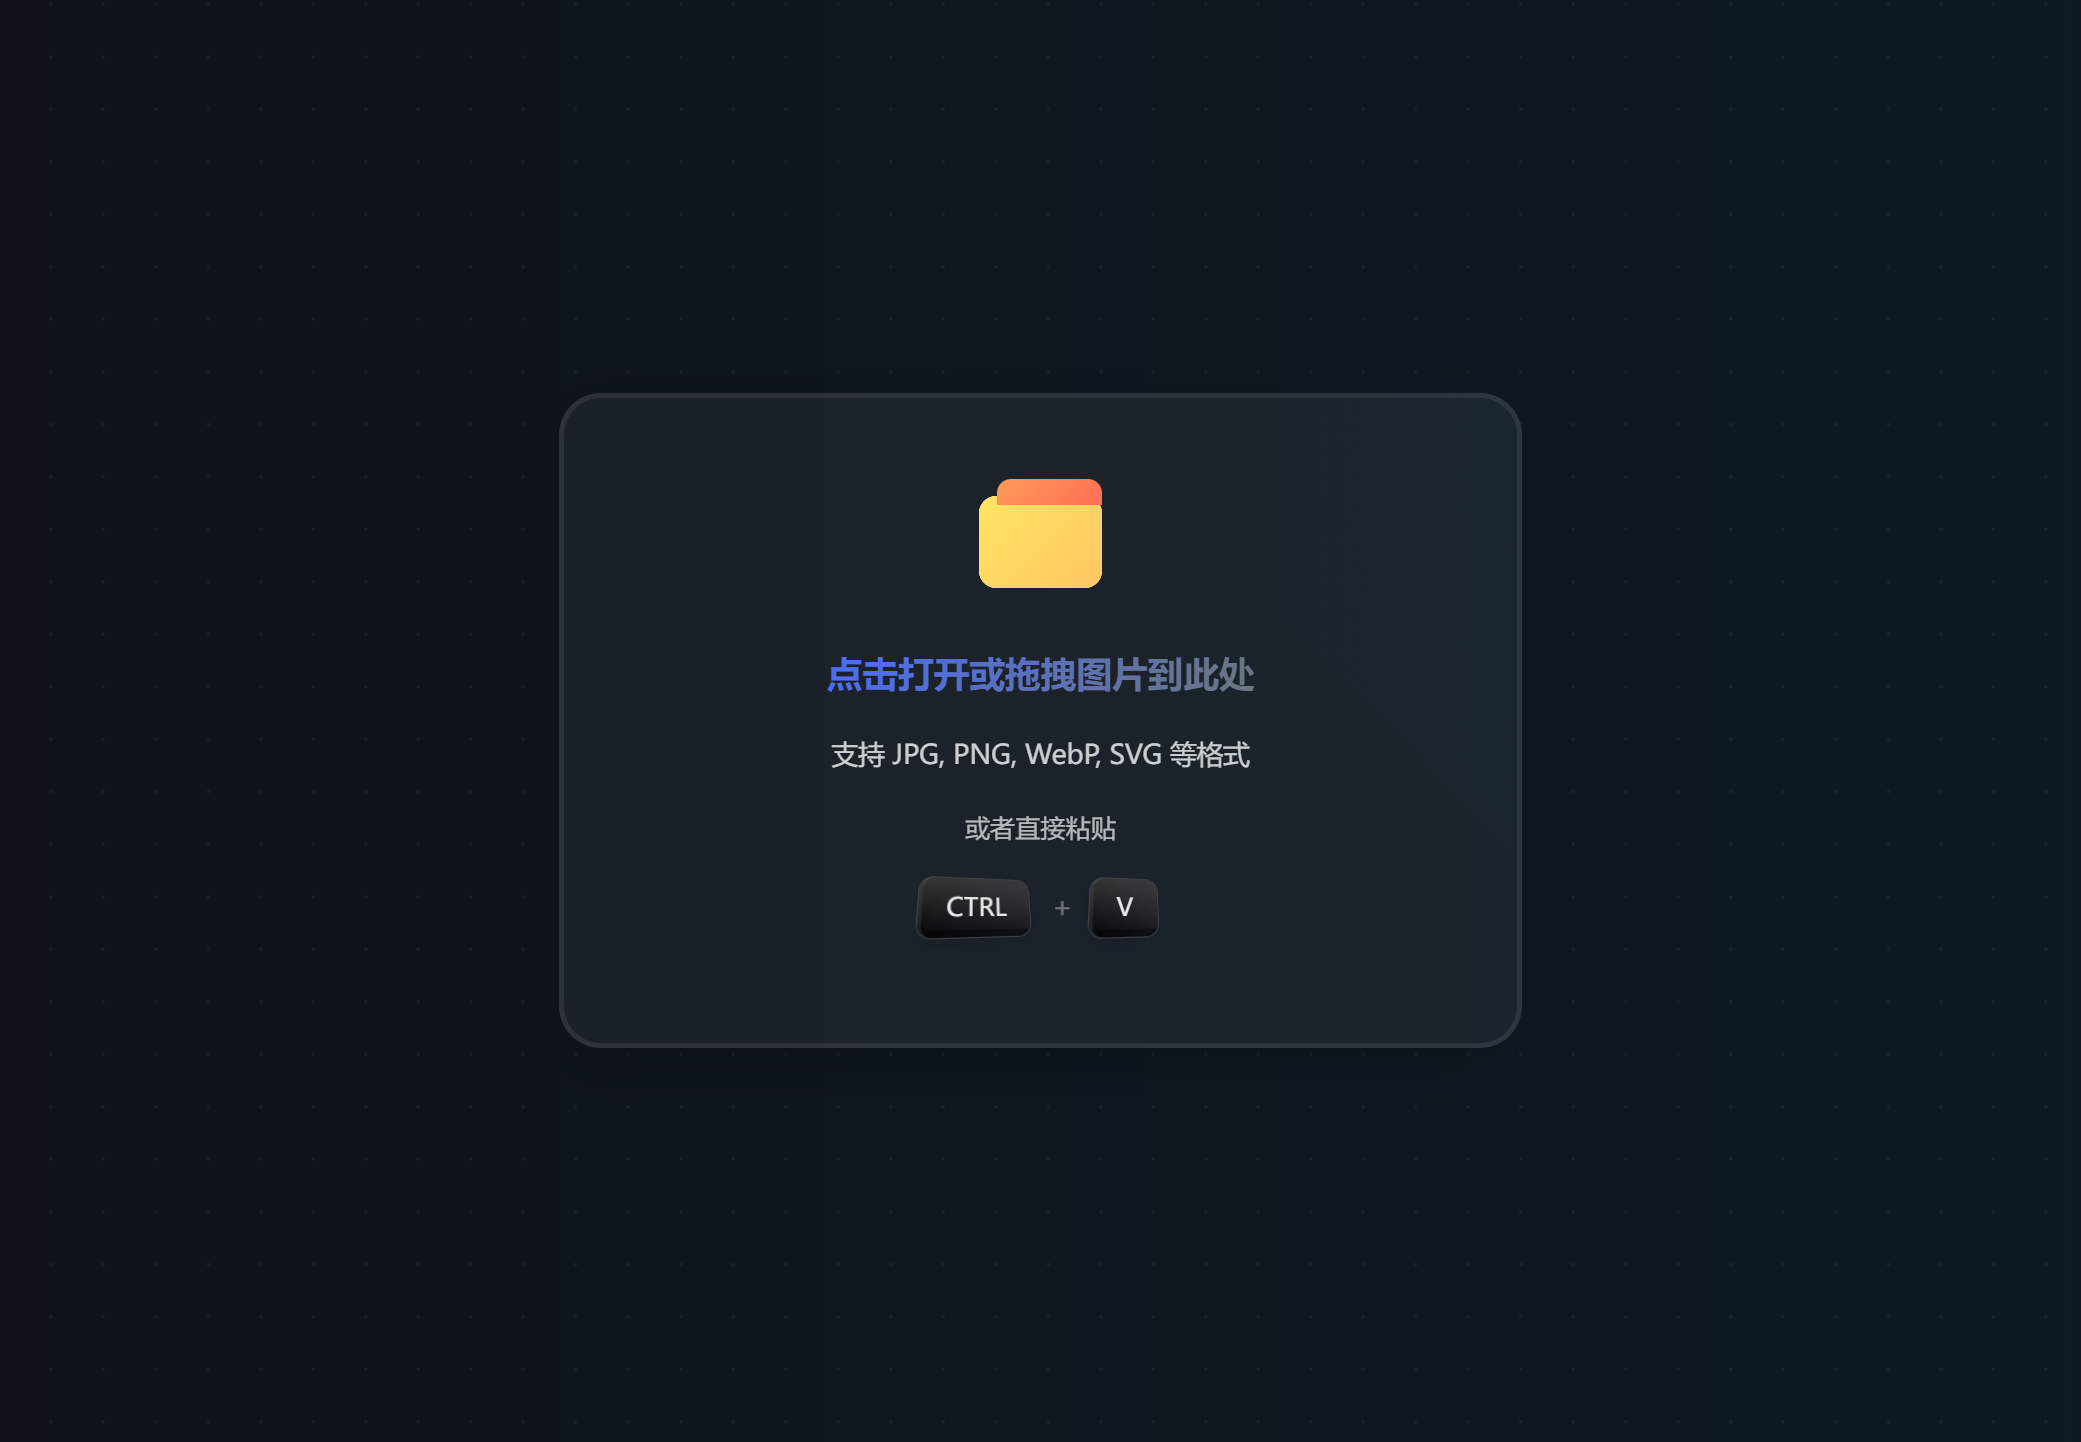 点击打开或拖拽图片到此处
支持 JPG, PNG, WebP, SVG 等格式
或者直接粘贴
CTRL + V